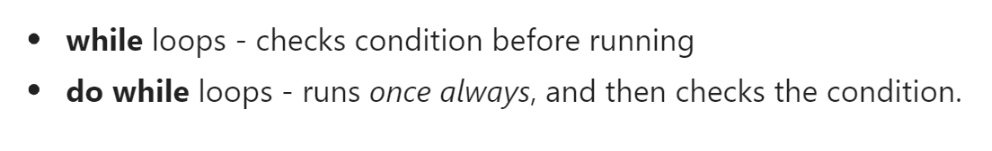 • while loops - checks condition before running
• do while loops - runs once always, and then checks the condition.